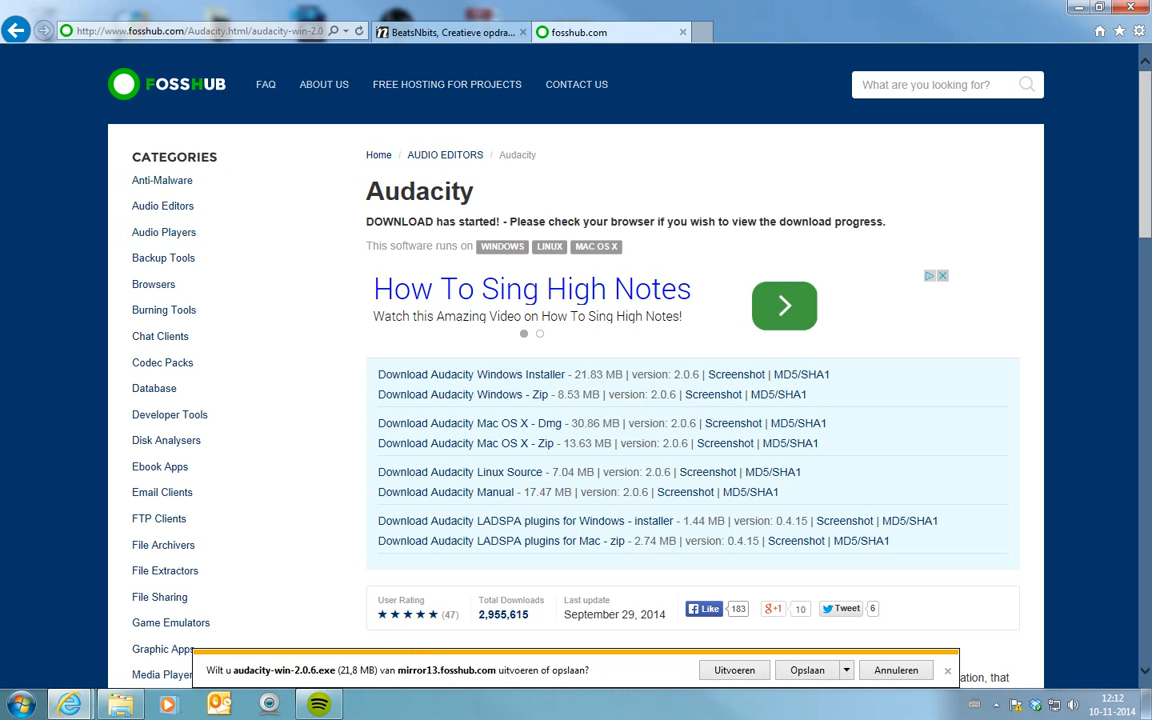 http://www.fosshub.com/Audacity.html/audacity-win-2.0
BeatsNbits, Creatieve opdra...
fosshub.com
FOSSHUB
FAQ
ABOUT US
FREE HOSTING FOR PROJECTS
CONTACT US
What are you looking for?
CATEGORIES
Anti-Malware
Audio Editors
Audio Players
Backup Tools
Browsers
Burning Tools
Chat Clients
Codec Packs
Database
Developer Tools
Disk Analysers
Ebook Apps
Email Clients
FTP Clients
File Archivers
File Extractors
File Sharing
Game Emulators
Graphic Apps
Media Player
Home / AUDIO EDITORS / Audacity
Audacity
DOWNLOAD has started! - Please check your browser if you wish to view the download progress.
This software runs on WINDOWS LINUX MAC OS X
How To Sing High Notes
Watch this Amazing Video on How To Sing High Notes!
Download Audacity Windows Installer - 21.83 MB | version: 2.0.6 | Screenshot | MD5/SHA1
Download Audacity Windows - Zip - 8.53 MB | version: 2.0.6 | Screenshot | MD5/SHA1
Download Audacity Mac OS X - Dmg - 30.86 MB | version: 2.0.6 | Screenshot | MD5/SHA1
Download Audacity Mac OS X - Zip - 13.63 MB | version: 2.0.6 | Screenshot | MD5/SHA1
Download Audacity Linux Source - 7.04 MB | version: 2.0.6 | Screenshot | MD5/SHA1
Download Audacity Manual - 17.47 MB | version: 2.0.6 | Screenshot | MD5/SHA1
Download Audacity LADSPA plugins for Windows - installer - 1.44 MB | version: 0.4.15 | Screenshot | MD5/SHA1
Download Audacity LADSPA plugins for Mac - zip - 2.74 MB | version: 0.4.15 | Screenshot | MD5/SHA1
User Rating
(47)
Total Downloads
2,955,615
Last update
September 29, 2014
Like 183
g+1 10
Tweet 6
ation, that
Wilt u audacity-win-2.0.6.exe (21,8 MB) van mirror13.fosshub.com uitvoeren of opslaan?
Uitvoeren
Opslaan
Annuleren
12:12
10-11-2014